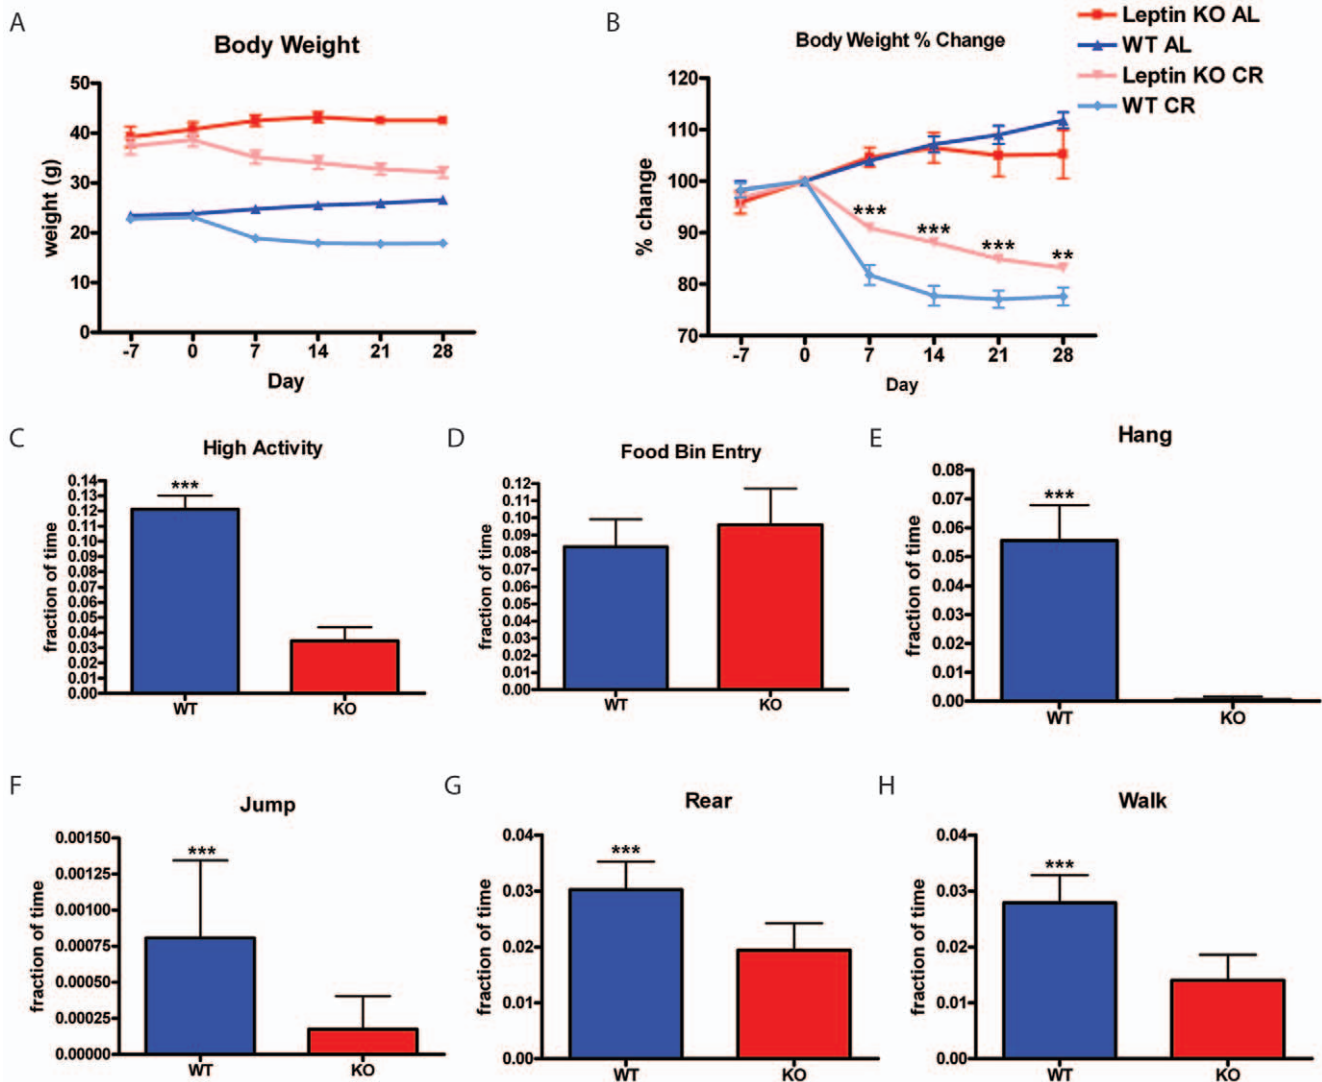 A
Body Weight
50
40
30
20
10
0
weight (g)
-7 0 7 14 21 28
Day
B
Body Weight % Change
Leptin KO AL
WT AL
Leptin KO CR
WT CR
120
110
100
90
80
70
% change
***
***
***
**
-7 0 7 14 21 28
Day
C
High Activity
0.14
0.13
0.12
0.11
0.10
0.09
0.08
0.07
0.06
0.05
0.04
0.03
0.02
0.01
0.00
fraction of time
***
WT KO
D
Food Bin Entry
0.12
0.11
0.10
0.09
0.08
0.07
0.06
0.05
0.04
0.03
0.02
0.01
0.00
fraction of time
WT KO
E
Hang
0.08
0.07
0.06
0.05
0.04
0.03
0.02
0.01
0.00
fraction of time
***
WT KO
F
Jump
0.00150
0.00125
0.00100
0.00075
0.00050
0.00025
0.00000
fraction of time
***
WT KO
G
Rear
0.04
0.03
0.02
0.01
0.00
fraction of time
***
WT KO
H
Walk
0.04
0.03
0.02
0.01
0.00
fraction of time
***
WT KO